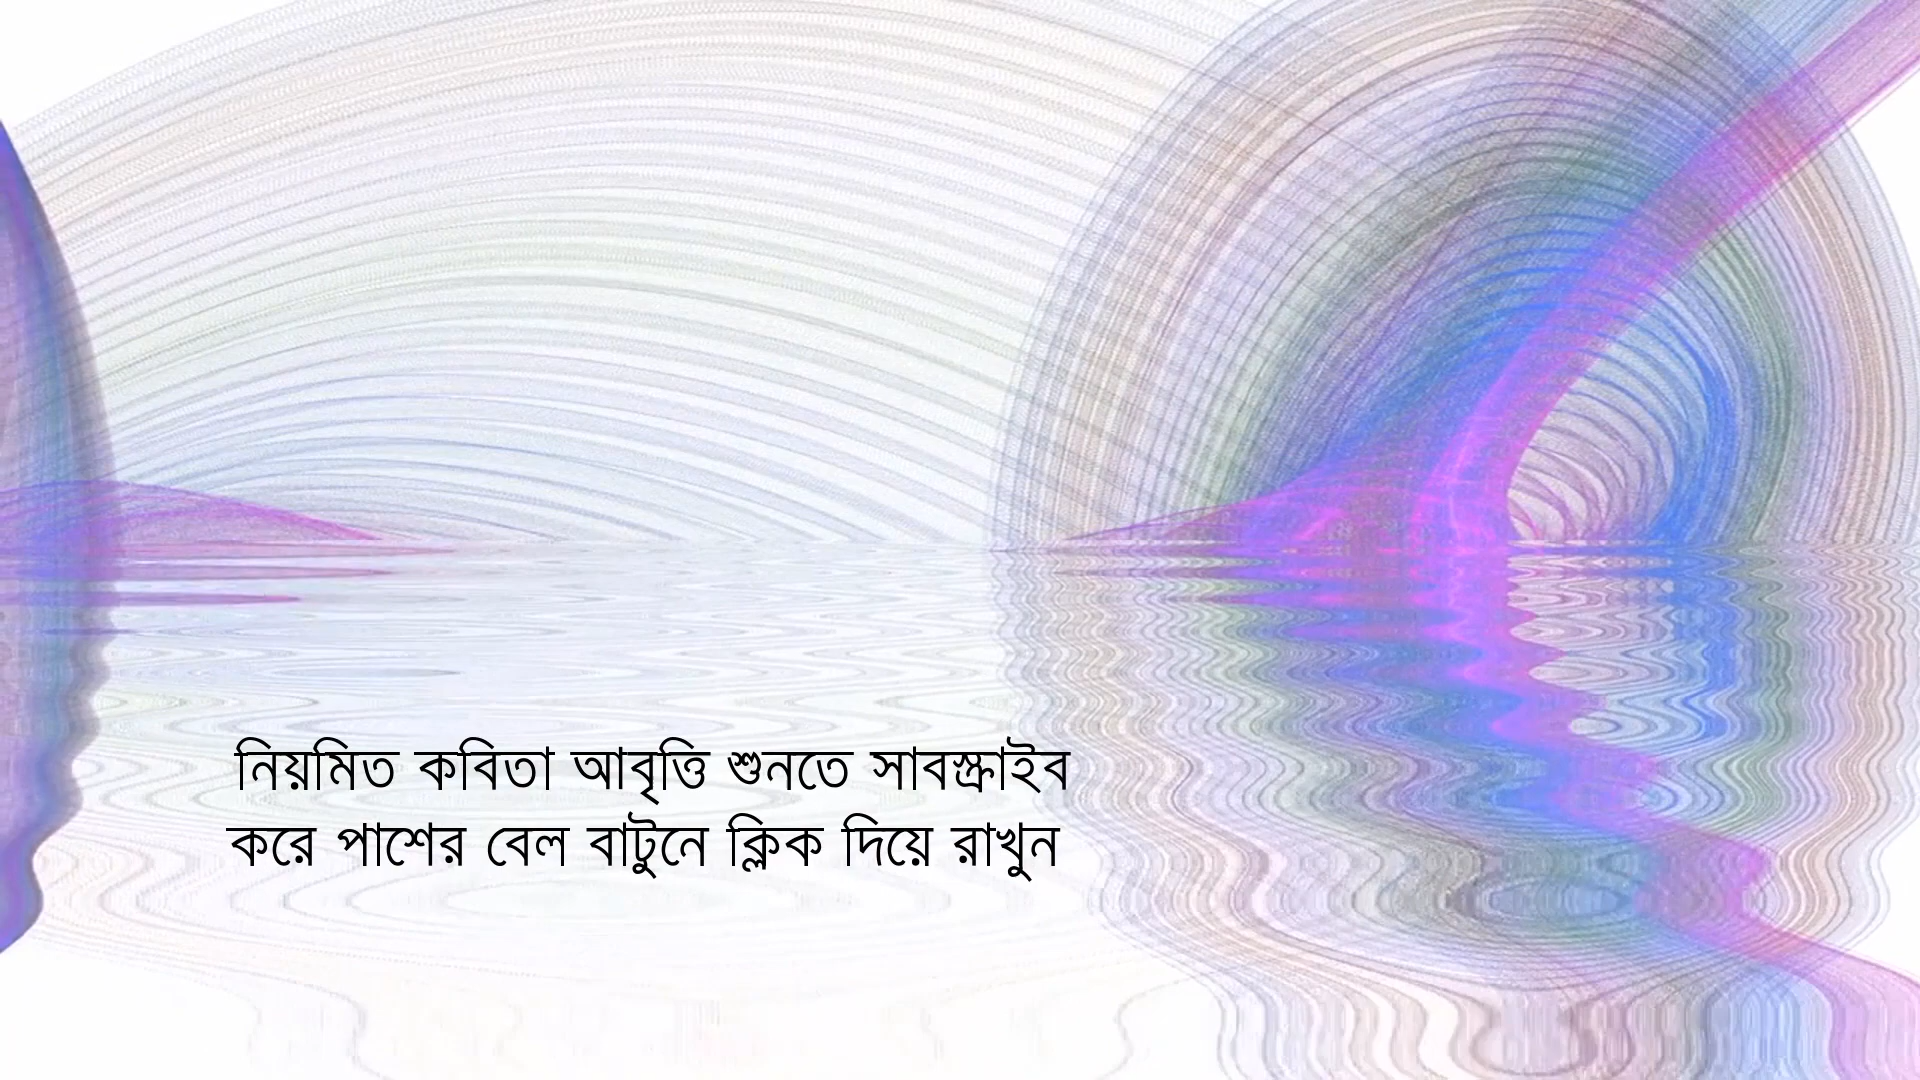 নিয়মিত কবিতা আবৃত্তি শুনতে সাবস্ক্রাইব
করে পাশের বেল বাটুনে ক্লিক দিয়ে রাখুন